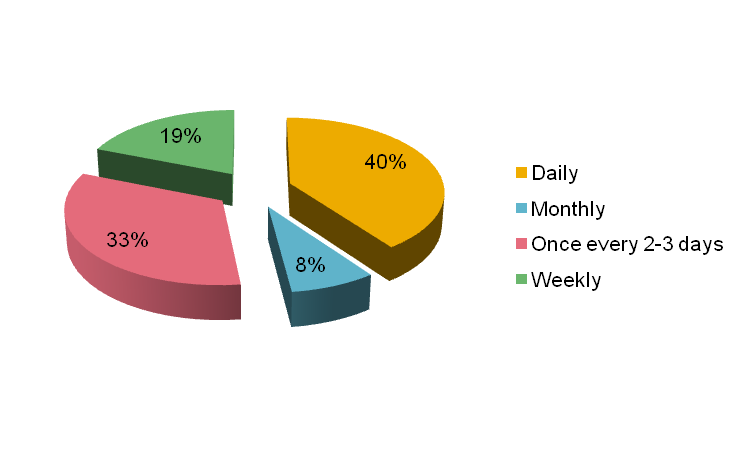 19%
40%
33%
8%
Daily
Monthly
Once every 2-3 days
Weekly